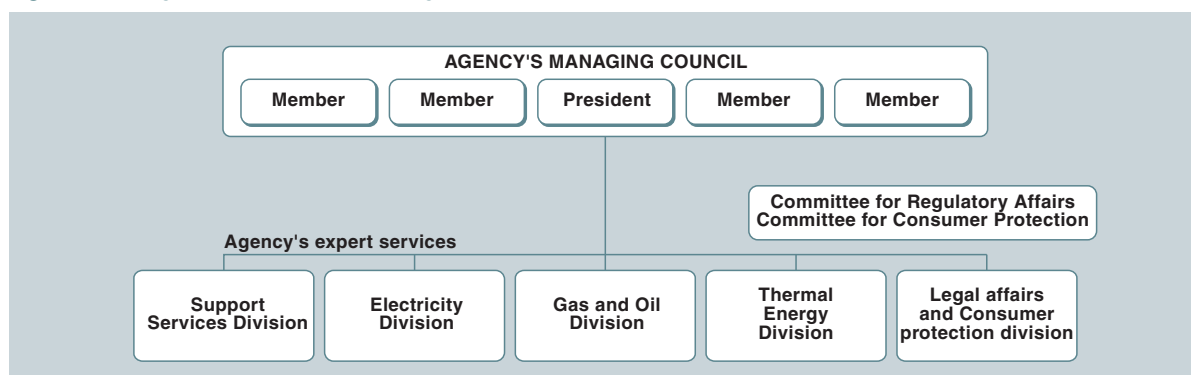 AGENCY'S MANAGING COUNCIL
Member
Member
President
Member
Member
Committee for Regulatory Affairs
Committee for Consumer Protection
Agency's expert services
Support
Services Division
Electricity
Division
Gas and Oil
Division
Thermal
Energy
Division
Legal affairs
and Consumer
protection division